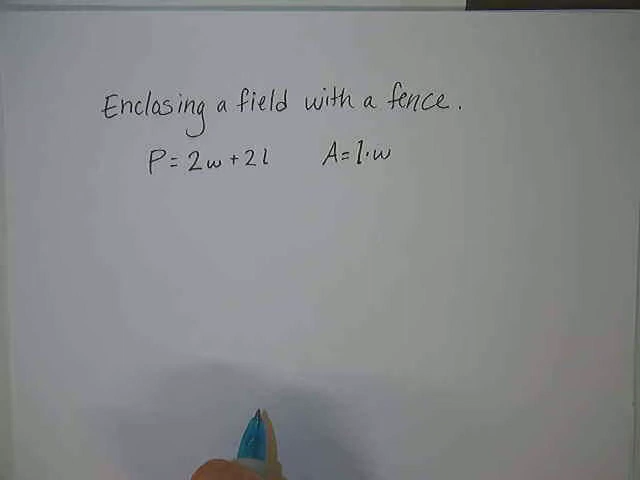 Enclosing a field with a fence.
P = 2w + 2l A = l·w